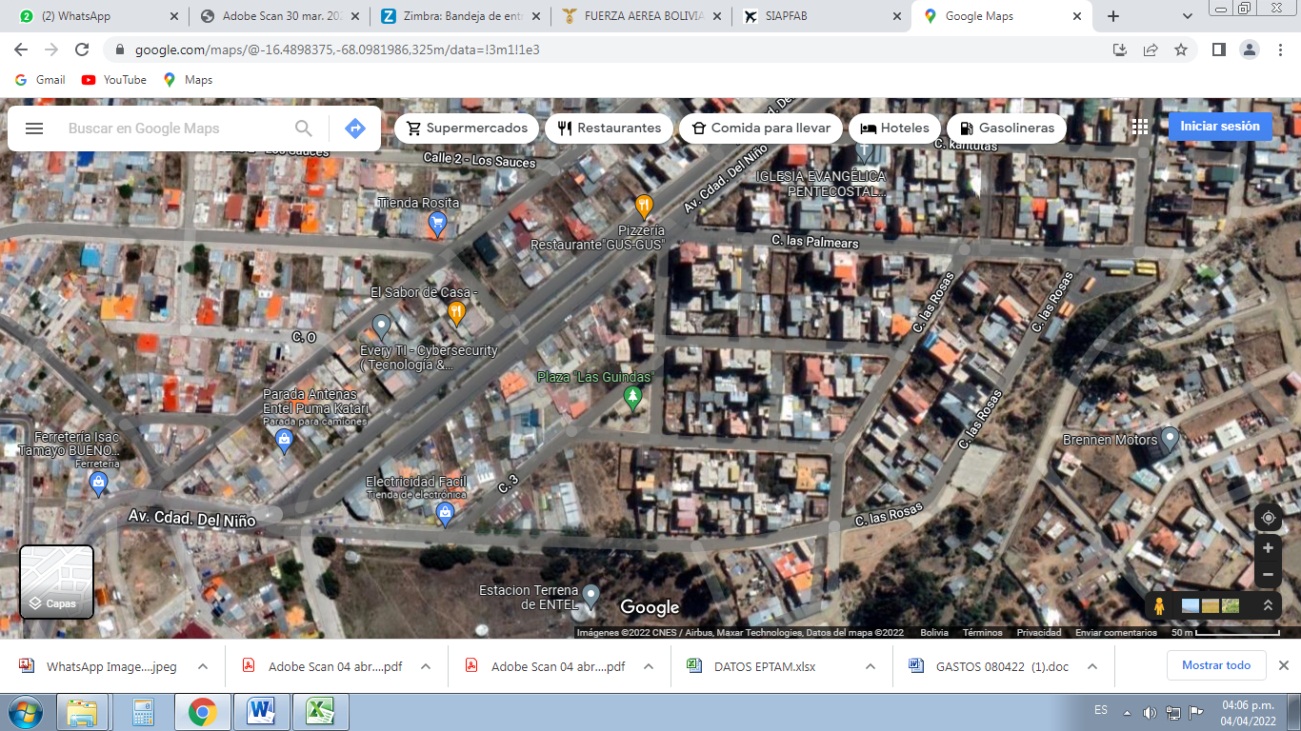 (2) WhatsApp
Adobe Scan 30 mar. 20
Zimbra: Bandeja de ent
FUERZA AEREA BOLIVIA
SIAPFAB
Google Maps
google.com/maps/@-16.4898375,-68.0981986,325m/data=!3m1!1e3
Gmail
YouTube
Maps
Buscar en Google Maps
Supermercados
Restaurantes
Comida para llevar
Hoteles
Gasolineras
Iniciar sesión
Calle 2 - Los Sauces
Av. Cdad. Del Niño
C. kantutas
IGLESIA EVANGÉLICA
PENTECOSTAL...
Tienda Rosita
Pizzería
Restaurante"GUS-GUS"
C. las Palmears
El Sabor de Casa -
C. O
Every TI - Cybersecurity
( Tecnología &...
C. las Rosas
C. las Rosas
Plaza "Las Guindas"
Parada Antenas
Entel Puma Katari
Parada para camiones
Ferretería Isac
Tamayo BUENO...
Ferretería
C. las Rosas
Brennen Motors
Electricidad Facil
Tienda de electrónica
C. 3
Av. Cdad. Del Niño
C. las Rosas
Estacion Terrena
de ENTEL
Capas
Google
Imágenes ©2022 CNES / Airbus, Maxar Technologies, Datos del mapa ©2022
Bolivia
Términos
Privacidad
Enviar comentarios
50 m
WhatsApp Image....jpeg
Adobe Scan 04 abr....pdf
Adobe Scan 04 abr....pdf
DATOS EPTAM.xlsx
GASTOS 080422 (1).doc
Mostrar todo
ES
04:06 p.m.
04/04/2022